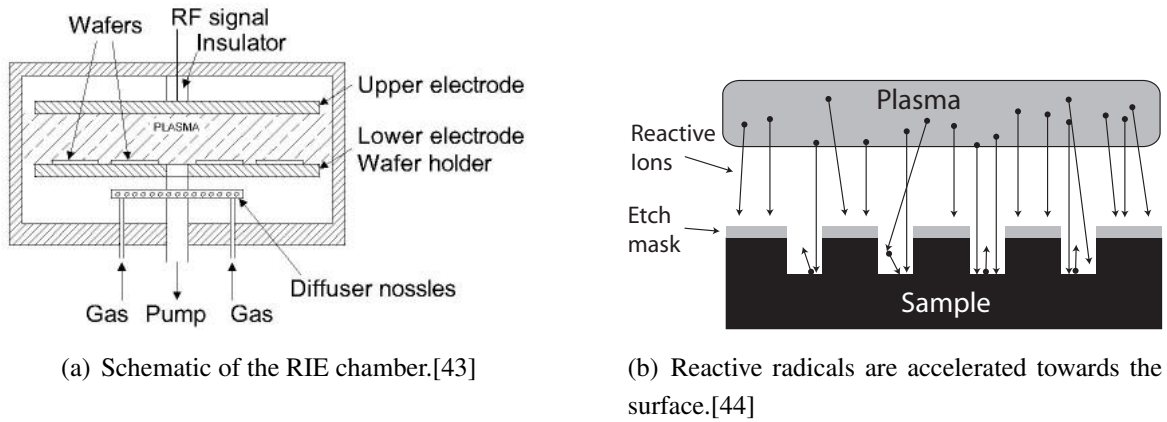 RF signal
Wafers
Insulator
Upper electrode
PLASMA
Lower electrode
Wafer holder
Diffuser nossles
Gas Pump Gas
(a) Schematic of the RIE chamber.[43]
Plasma
Reactive
Ions
Etch
mask
Sample
(b) Reactive radicals are accelerated towards the
surface.[44]